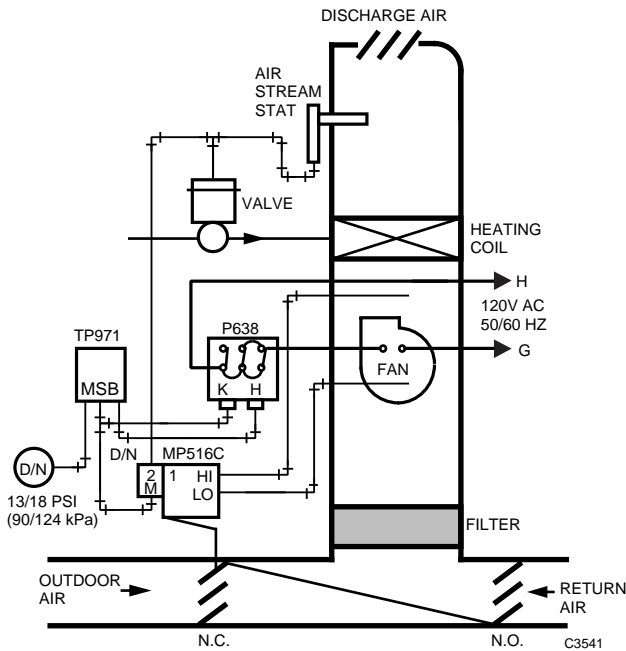 DISCHARGE AIR
AIR
STREAM
STAT
VALVE
HEATING
COIL
H
120V AC
50/60 HZ
G
TP971
P638
MSB
K H
FAN
D/N
D/N
MP516C
2 1 HI
M LO
13/18 PSI
(90/124 kPa)
FILTER
OUTDOOR
AIR
RETURN
AIR
N.C.
N.O.
C3541